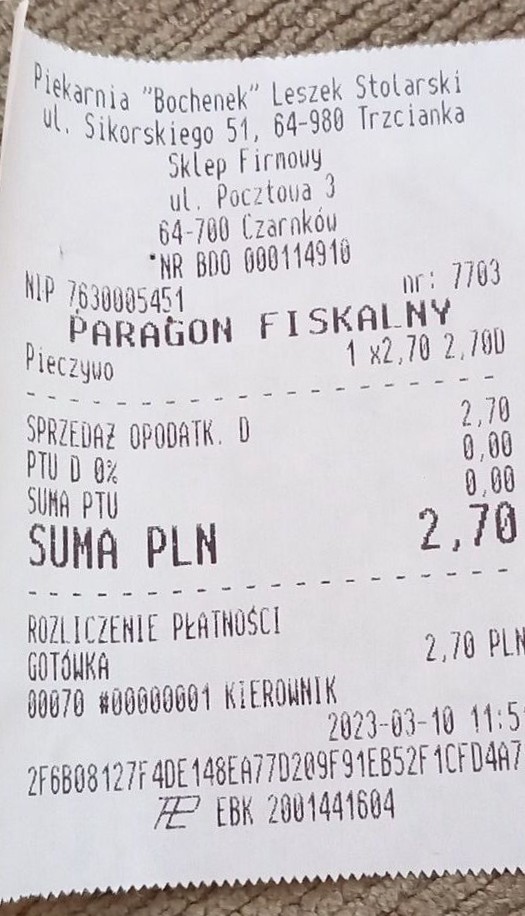 Piekarnia "Bochenek" Leszek Stolarski
ul. Sikorskiego 51, 64-980 Trzcianka
Sklep Firmowy
ul. Pocztowa 3
64-700 Czarnków
NR BDO 000114910
NIP 7630005451 nr: 7703
PARAGON FISKALNY
Pieczywo 1 x2,70 2,70D
SPRZEDAŻ OPODATK. D 2,70
PTU D 0% 0,00
SUMA PTU 0,00
SUMA PLN 2,70
ROZLICZENIE PŁATNOŚCI
GOTÓWKA 2,70 PLN
00070 #00000001 KIEROWNIK
2023-03-10 11:5
2F6B08127F4DE148EA77D209F91EB52F1CFD4A7
EBK 2001441604